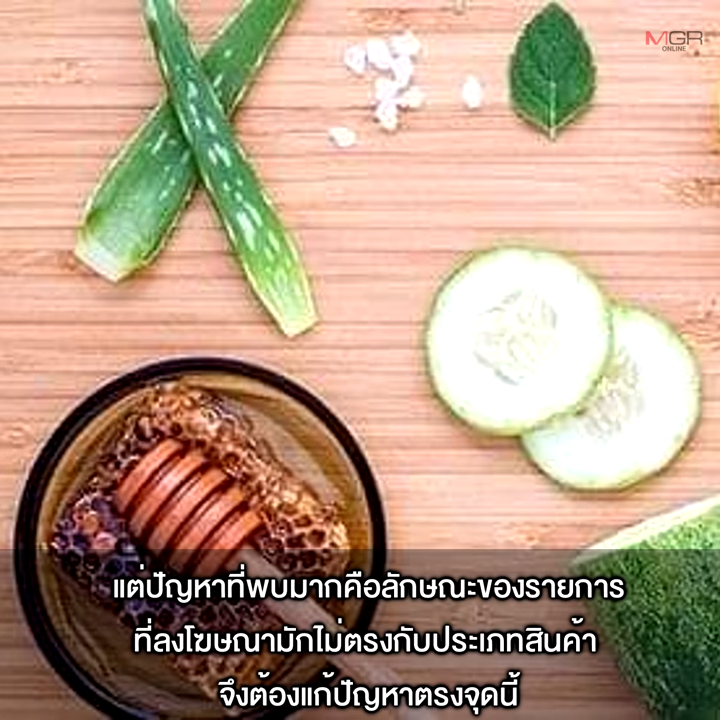 MGR
ONLINE
แต่ปัญหาที่พบมากคือลักษณะของรายการ
ที่ลงโฆษณามักไม่ตรงกับประเภทสินค้า
จึงต้องแก้ปัญหาตรงจุดนี้